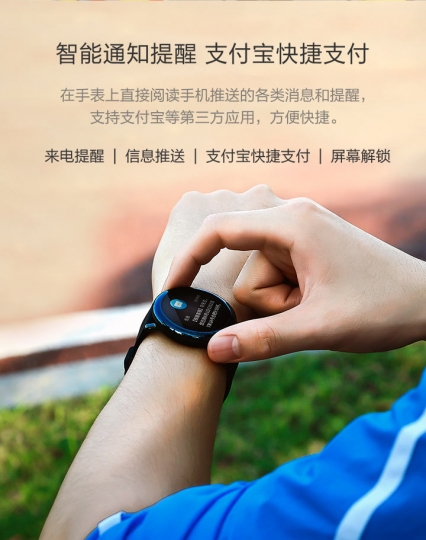 智能通知提醒 支付宝快捷支付
在手表上直接阅读手机推送的各类消息和提醒，
支持支付宝等第三方应用，方便快捷。
来电提醒 | 信息推送 | 支付宝快捷支付 | 屏幕解锁